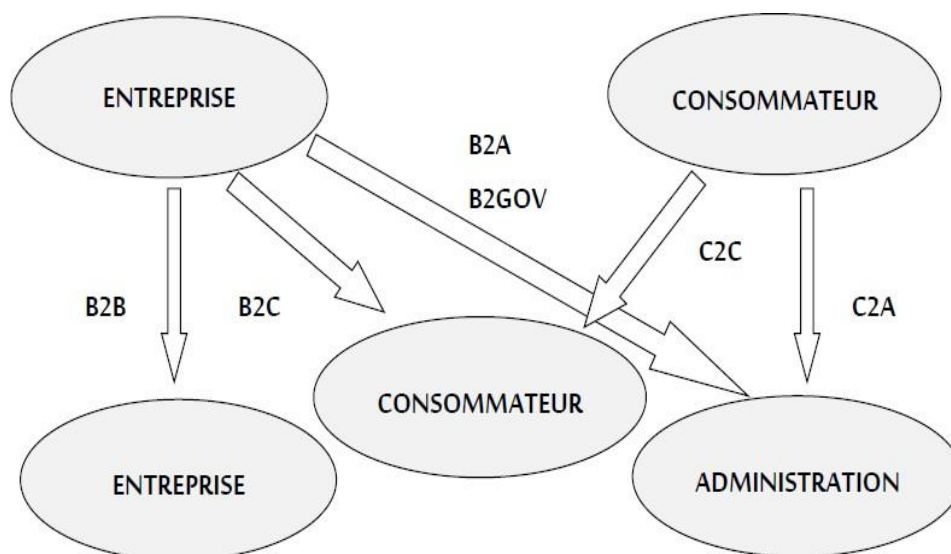 ENTREPRISE
CONSOMMATEUR
B2A
B2GOV
C2C
B2B
B2C
C2A
CONSOMMATEUR
ENTREPRISE
ADMINISTRATION